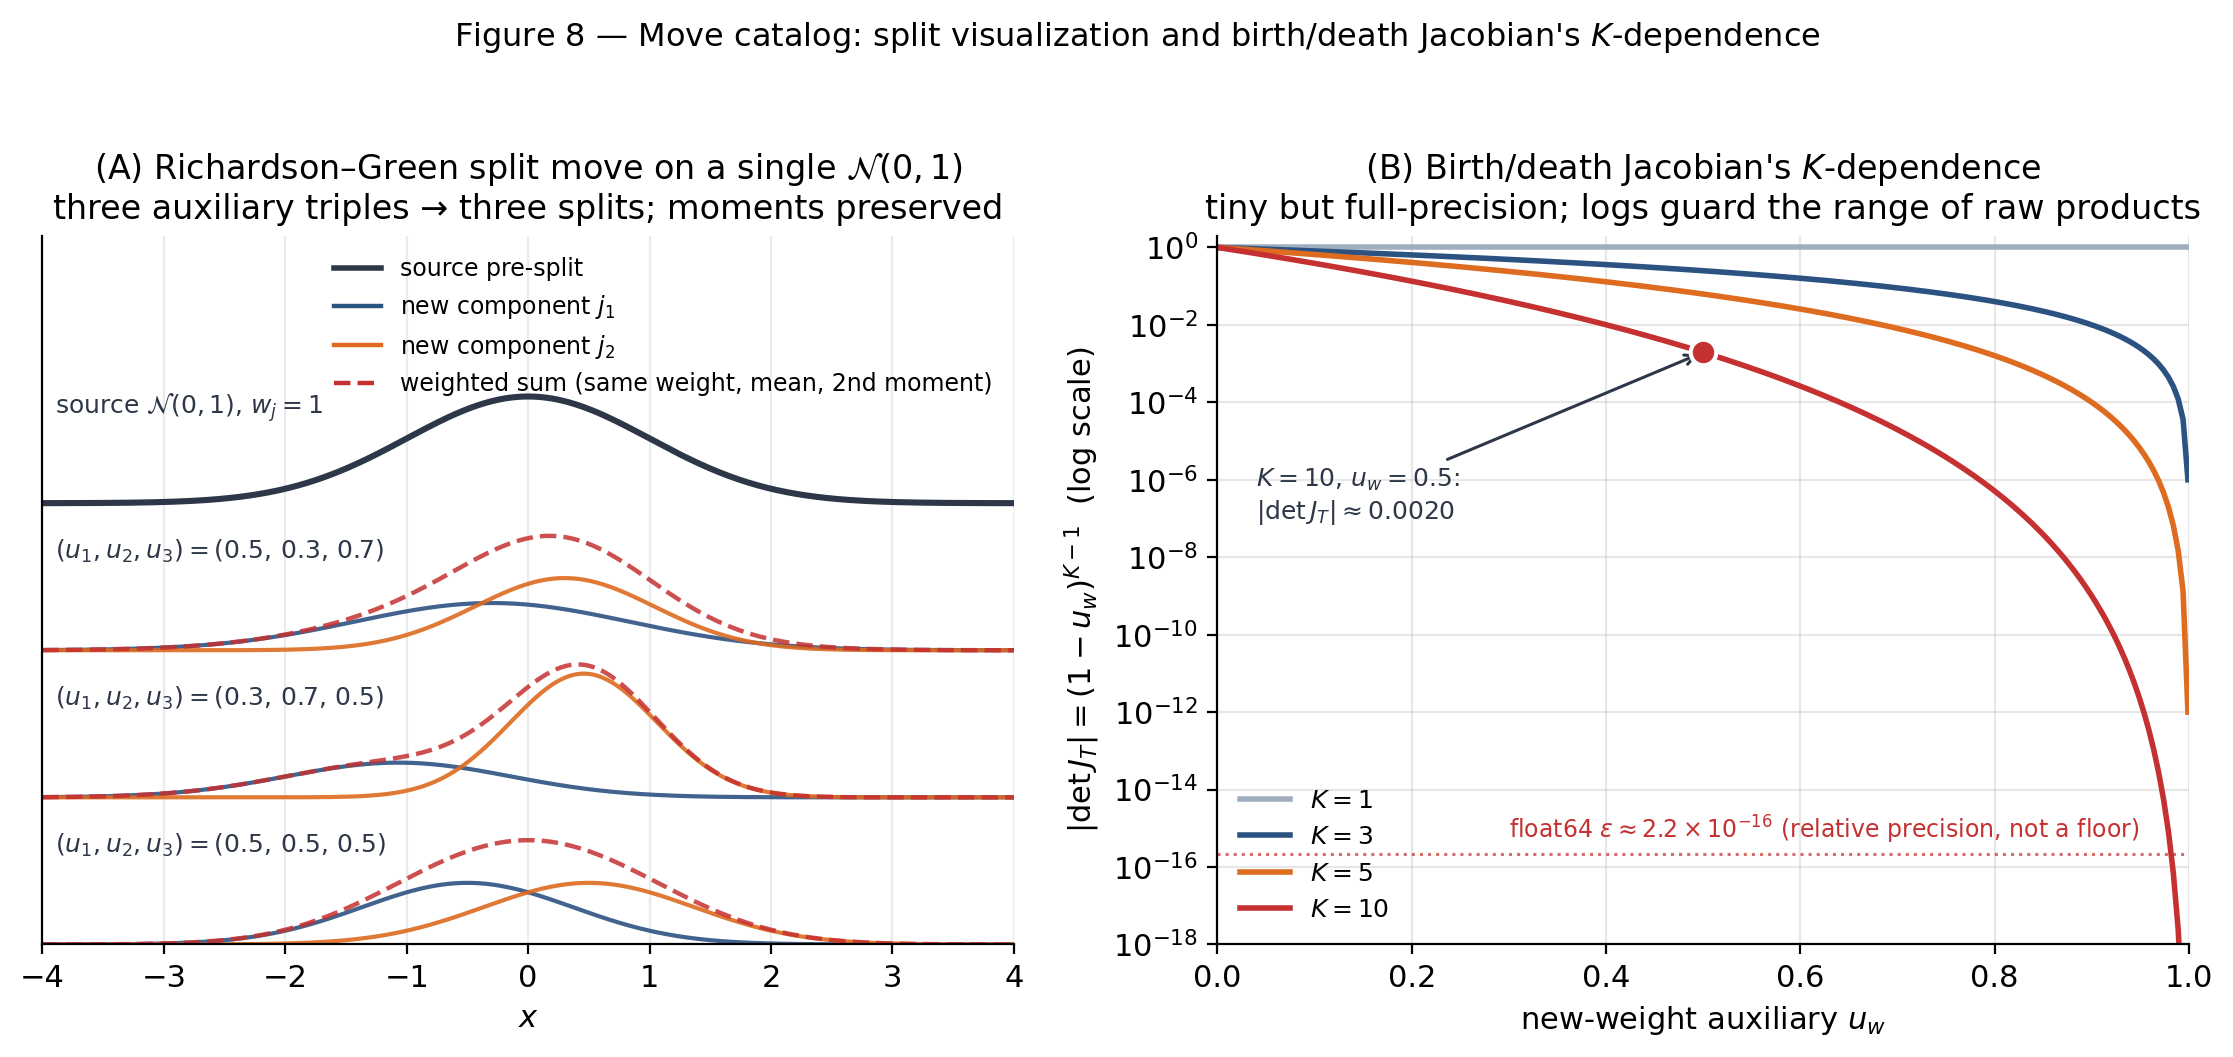 Figure 8 — Move catalog: split visualization and birth/death Jacobian's K-dependence
(A) Richardson–Green split move on a single 𝒩(0, 1)
three auxiliary triples → three splits; moments preserved
source pre-split
new component j₁
new component j₂
weighted sum (same weight, mean, 2nd moment)
source 𝒩(0, 1), w_j = 1
(u₁, u₂, u₃) = (0.5, 0.3, 0.7)
(u₁, u₂, u₃) = (0.3, 0.7, 0.5)
(u₁, u₂, u₃) = (0.5, 0.5, 0.5)
−4 −3 −2 −1 0 1 2 3 4
x
(B) Birth/death Jacobian's K-dependence
tiny but full-precision; logs guard the range of raw products
|det J_T| = (1 − u_w)^{K−1} (log scale)
10⁰
10⁻²
10⁻⁴
10⁻⁶
10⁻⁸
10⁻¹⁰
10⁻¹²
10⁻¹⁴
10⁻¹⁶
10⁻¹⁸
K = 10, u_w = 0.5:
|det J_T| ≈ 0.0020
float64 ε ≈ 2.2 × 10⁻¹⁶ (relative precision, not a floor)
K = 1
K = 3
K = 5
K = 10
0.0 0.2 0.4 0.6 0.8 1.0
new-weight auxiliary u_w